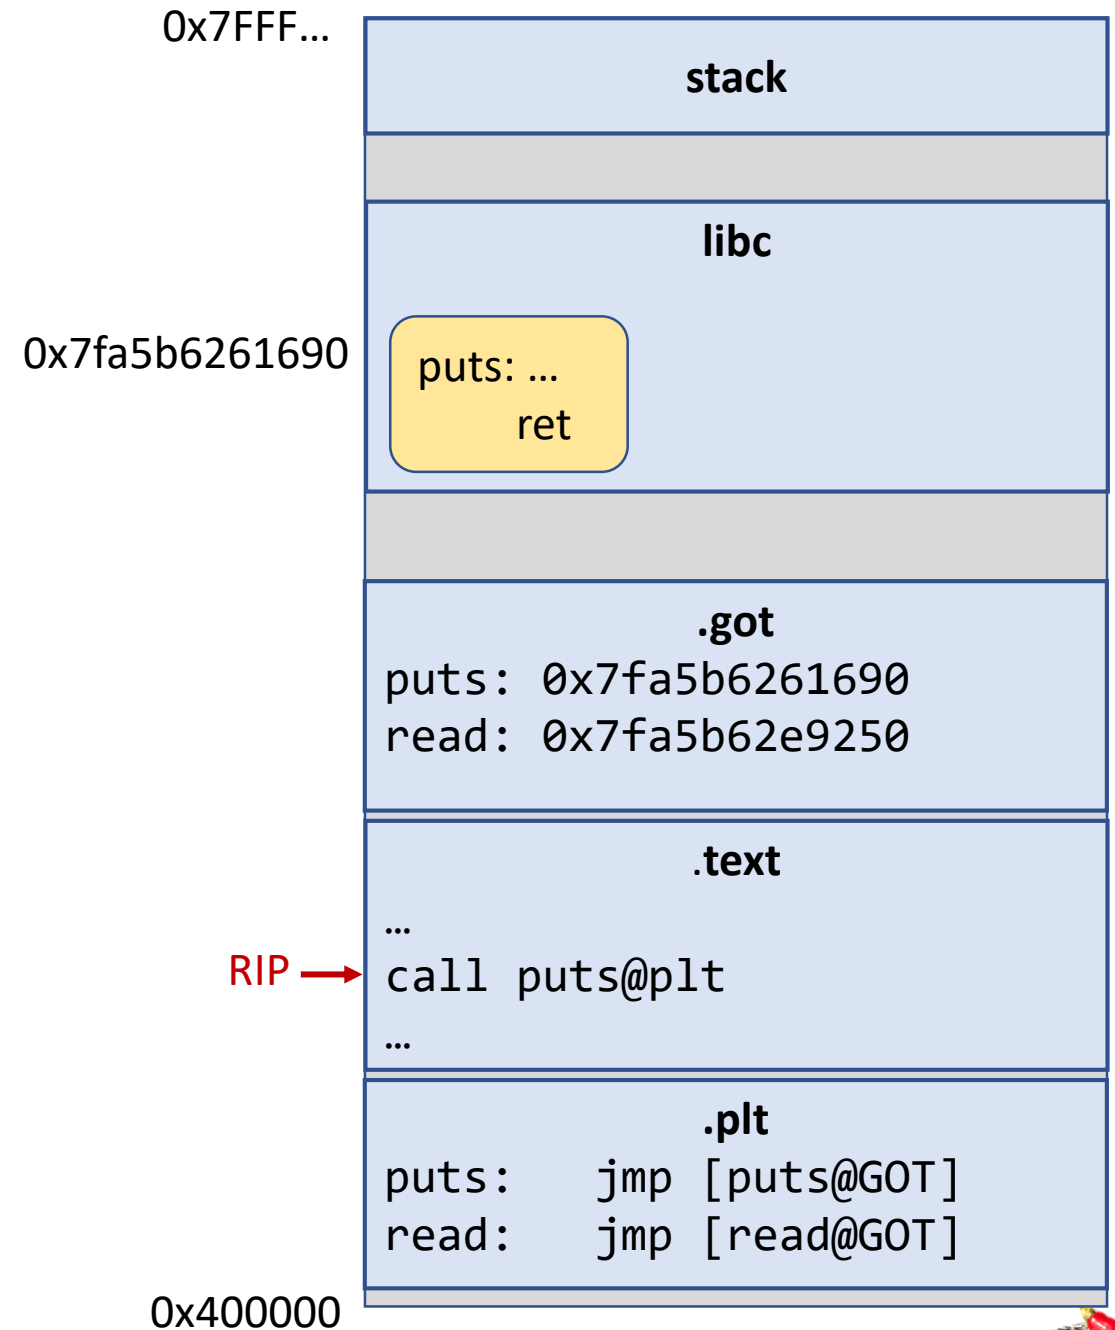 0x7FFF…
stack
libc
0x7fa5b6261690
puts: …
ret
.got
puts: 0x7fa5b6261690
read: 0x7fa5b62e9250
.text
…
RIP
call puts@plt
…
.plt
puts: jmp [puts@GOT]
read: jmp [read@GOT]
0x400000